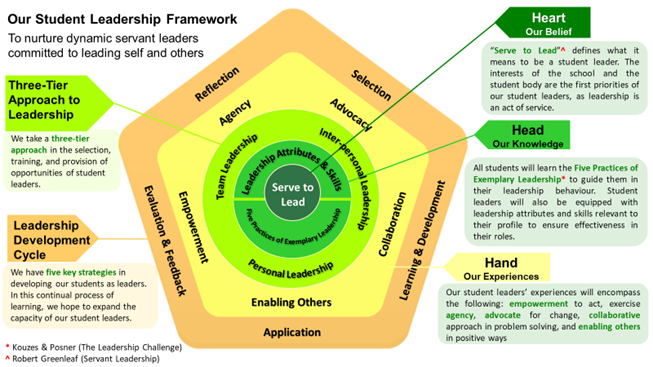 Our Student Leadership Framework
To nurture dynamic servant leaders
committed to leading self and others
Three-Tier
Approach to
Leadership
We take a three-tier
approach in the selection,
training, and provision of
opportunities of student
leaders.
Leadership
Development
Cycle
We have five key strategies in
developing our students as leaders.
In this continual process of
learning, we hope to expand the
capacity of our student leaders.
* Kouzes & Posner (The Leadership Challenge)
^ Robert Greenleaf (Servant Leadership)
Reflection
Selection
Learning & Development
Application
Evaluation & Feedback
Agency
Advocacy
Collaboration
Enabling Others
Empowerment
Team Leadership
Inter-personal Leadership
Personal Leadership
Leadership Attributes & Skills
Five Practices of Exemplary Leadership
Serve to
Lead
Heart
Our Belief
"Serve to Lead"^ defines what it
means to be a student leader. The
interests of the school and the
student body are the first priorities of
our student leaders, as leadership is
an act of service.
Head
Our Knowledge
All students will learn the Five Practices of
Exemplary Leadership* to guide them in
their leadership behaviour. Student
leaders will also be equipped with
leadership attributes and skills relevant to
their profile to ensure effectiveness in
their roles.
Hand
Our Experiences
Our student leaders' experiences will encompass
the following: empowerment to act, exercise
agency, advocate for change, collaborative
approach in problem solving, and enabling others
in positive ways